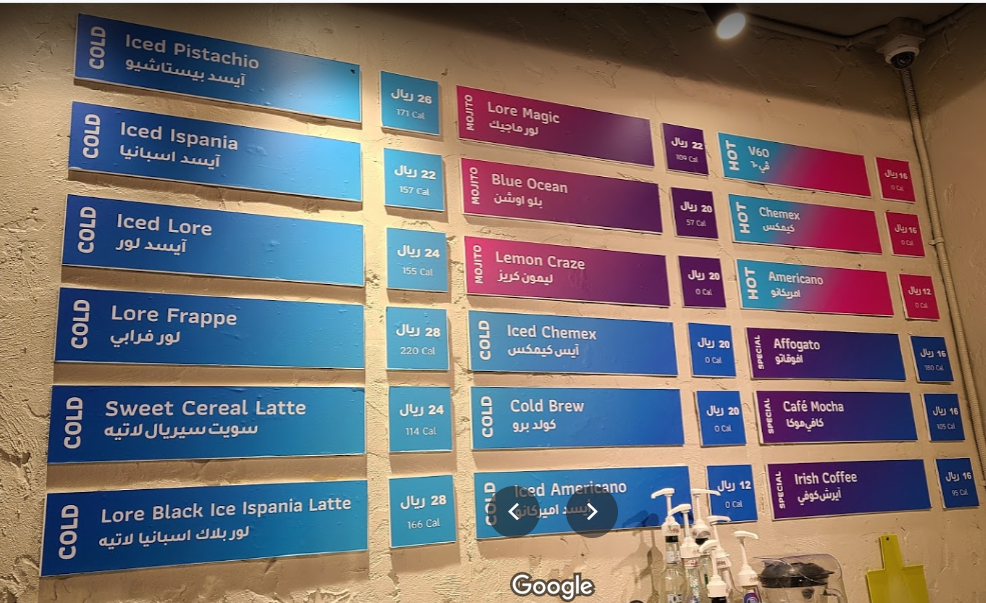 COLD
Iced Pistachio
آيسد بيستاشيو
26 ريال
171 Cal
COLD
Iced Ispania
آيسد اسبانيا
22 ريال
157 Cal
COLD
Iced Lore
آيسد لور
24 ريال
155 Cal
COLD
Lore Frappe
لور فرابي
28 ريال
220 Cal
COLD
Sweet Cereal Latte
سويت سيريال لاتيه
24 ريال
114 Cal
COLD
Lore Black Ice Ispania Latte
لور بلاك اسبانيا لاتيه
28 ريال
166 Cal
MOJITO
Lore Magic
لور ماجيك
22 ريال
109 Cal
MOJITO
Blue Ocean
بلو اوشن
20 ريال
57 Cal
MOJITO
Lemon Craze
ليمون كريز
20 ريال
0 Cal
COLD
Iced Chemex
آيس كيمكس
20 ريال
0 Cal
COLD
Cold Brew
كولد برو
20 ريال
0 Cal
COLD
Iced Americano
يسد اميركانو
12 ريال
0 Cal
HOT
V60
في٦٠
16 ريال
0 Cal
HOT
Chemex
كيمكس
16 ريال
0 Cal
HOT
Americano
امريكانو
12 ريال
0 Cal
SPECIAL
Affogato
افوقاتو
16 ريال
180 Cal
SPECIAL
Café Mocha
كافي موكا
16 ريال
105 Cal
SPECIAL
Irish Coffee
آيرش كوفي
16 ريال
95 Cal
Google